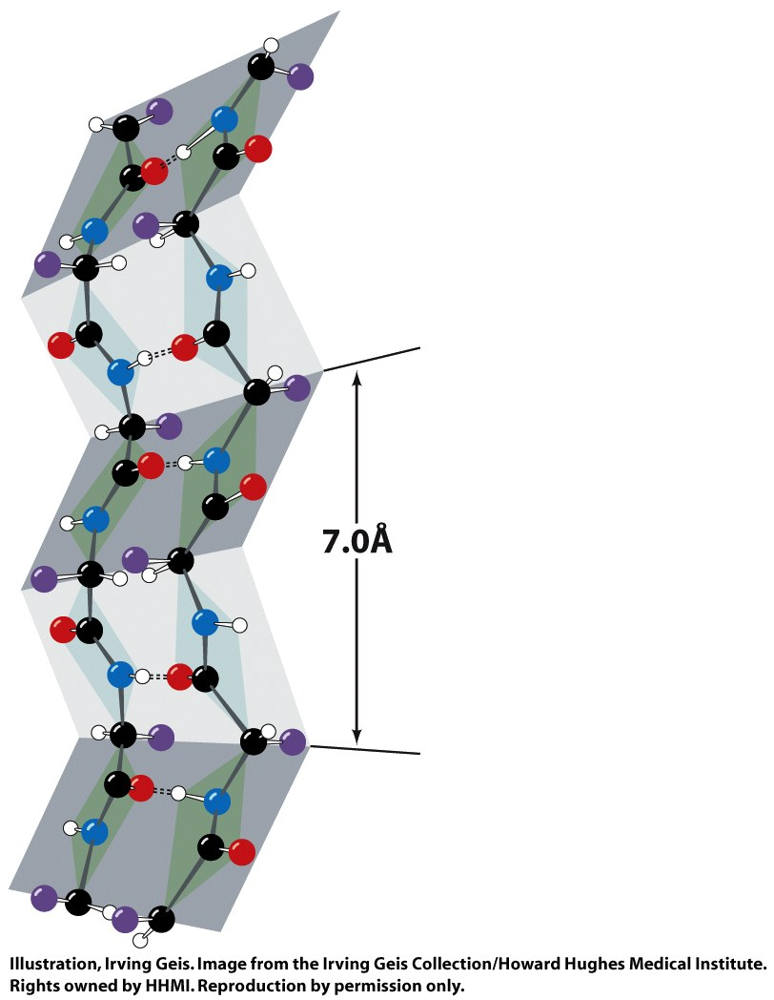 7.0Å
Illustration, Irving Geis. Image from the Irving Geis Collection/Howard Hughes Medical Institute.
Rights owned by HHMI. Reproduction by permission only.